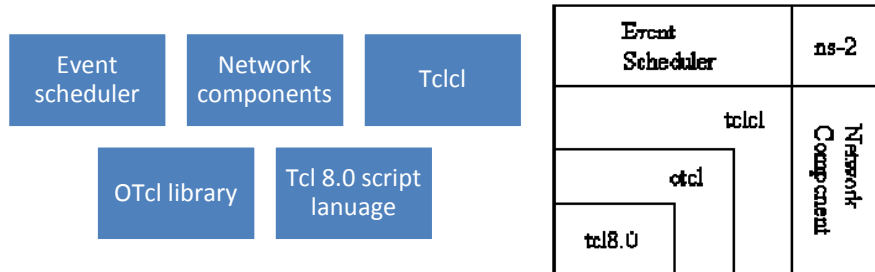 Event
scheduler
Network
components
Tclcl
OTcl library
Tcl 8.0 script
lanuage
Event
Scheduler
ns-2
tclcl
otcl
tcl8.0
Network
Component